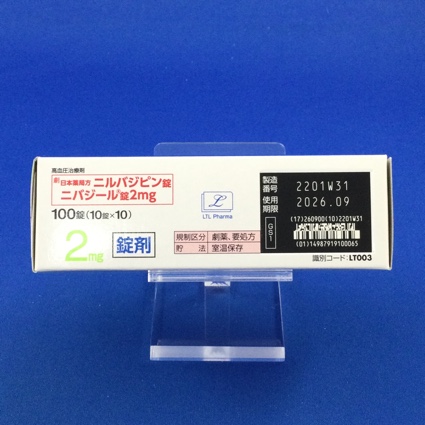 高血圧治療剤
日本薬局方 ニルバジピン錠
ニバジール錠2mg
100錠(10錠×10)
2mg
錠剤
LTL Pharma
規制区分 劇薬、要処方
貯法 室温保存
製造番号 2201W31
使用期限 2026.09
GS1
(17)260900(10)2201W31
(01)14987919100065
識別コード:LT003